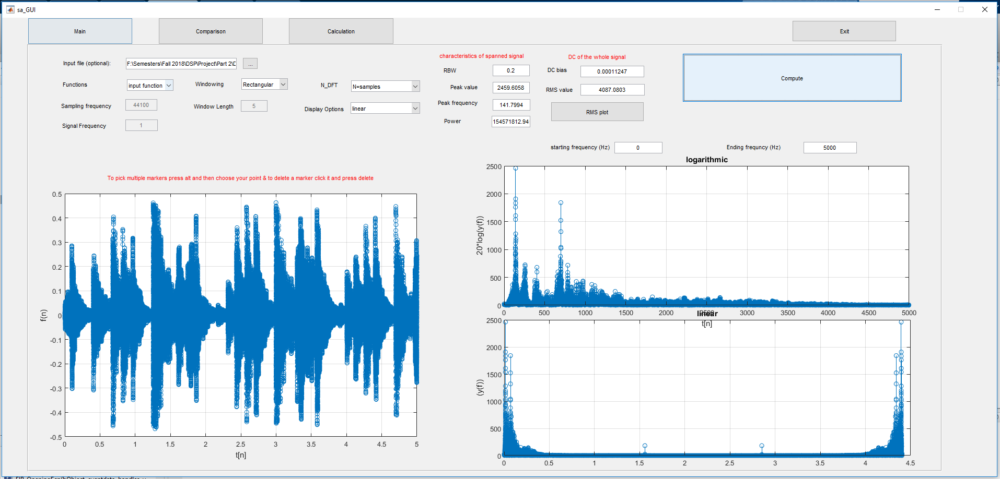 sa_GUI
Main
Comparison
Calculation
Exit
Input file (optional):
F:\Semesters\Fall 2018\DSP\Project\Part 2\D
...
Functions
input function
Windowing
Rectangular
N_DFT
N=samples
Sampling frequency
44100
Window Length
5
Display Options
linear
Signal Frequency
1
characteristics of spanned signal
RBW
0.2
Peak value
2459.6058
Peak frequency
141.7994
Power
154571812.94
DC of the whole signal
DC bias
0.00011247
RMS value
4087.0803
RMS plot
Compute
starting frequency (Hz)
0
Ending frequncy (Hz)
5000
To pick multiple markers press alt and then choose your point & to delete a marker click it and press delete
0.5
0.4
0.3
0.2
0.1
0
-0.1
-0.2
-0.3
-0.4
-0.5
f(n)
0 0.5 1 1.5 2 2.5 3 3.5 4 4.5 5
t[n]
logarithmic
2500
2000
1500
1000
500
0
20*log(y(f))
0 500 1000 1500 2000 2500 3000 3500 4000 4500 5000
t[n]
linear
2500
2000
1500
1000
500
0
(y(f))
0 0.5 1 1.5 2 2.5 3 3.5 4 4.5